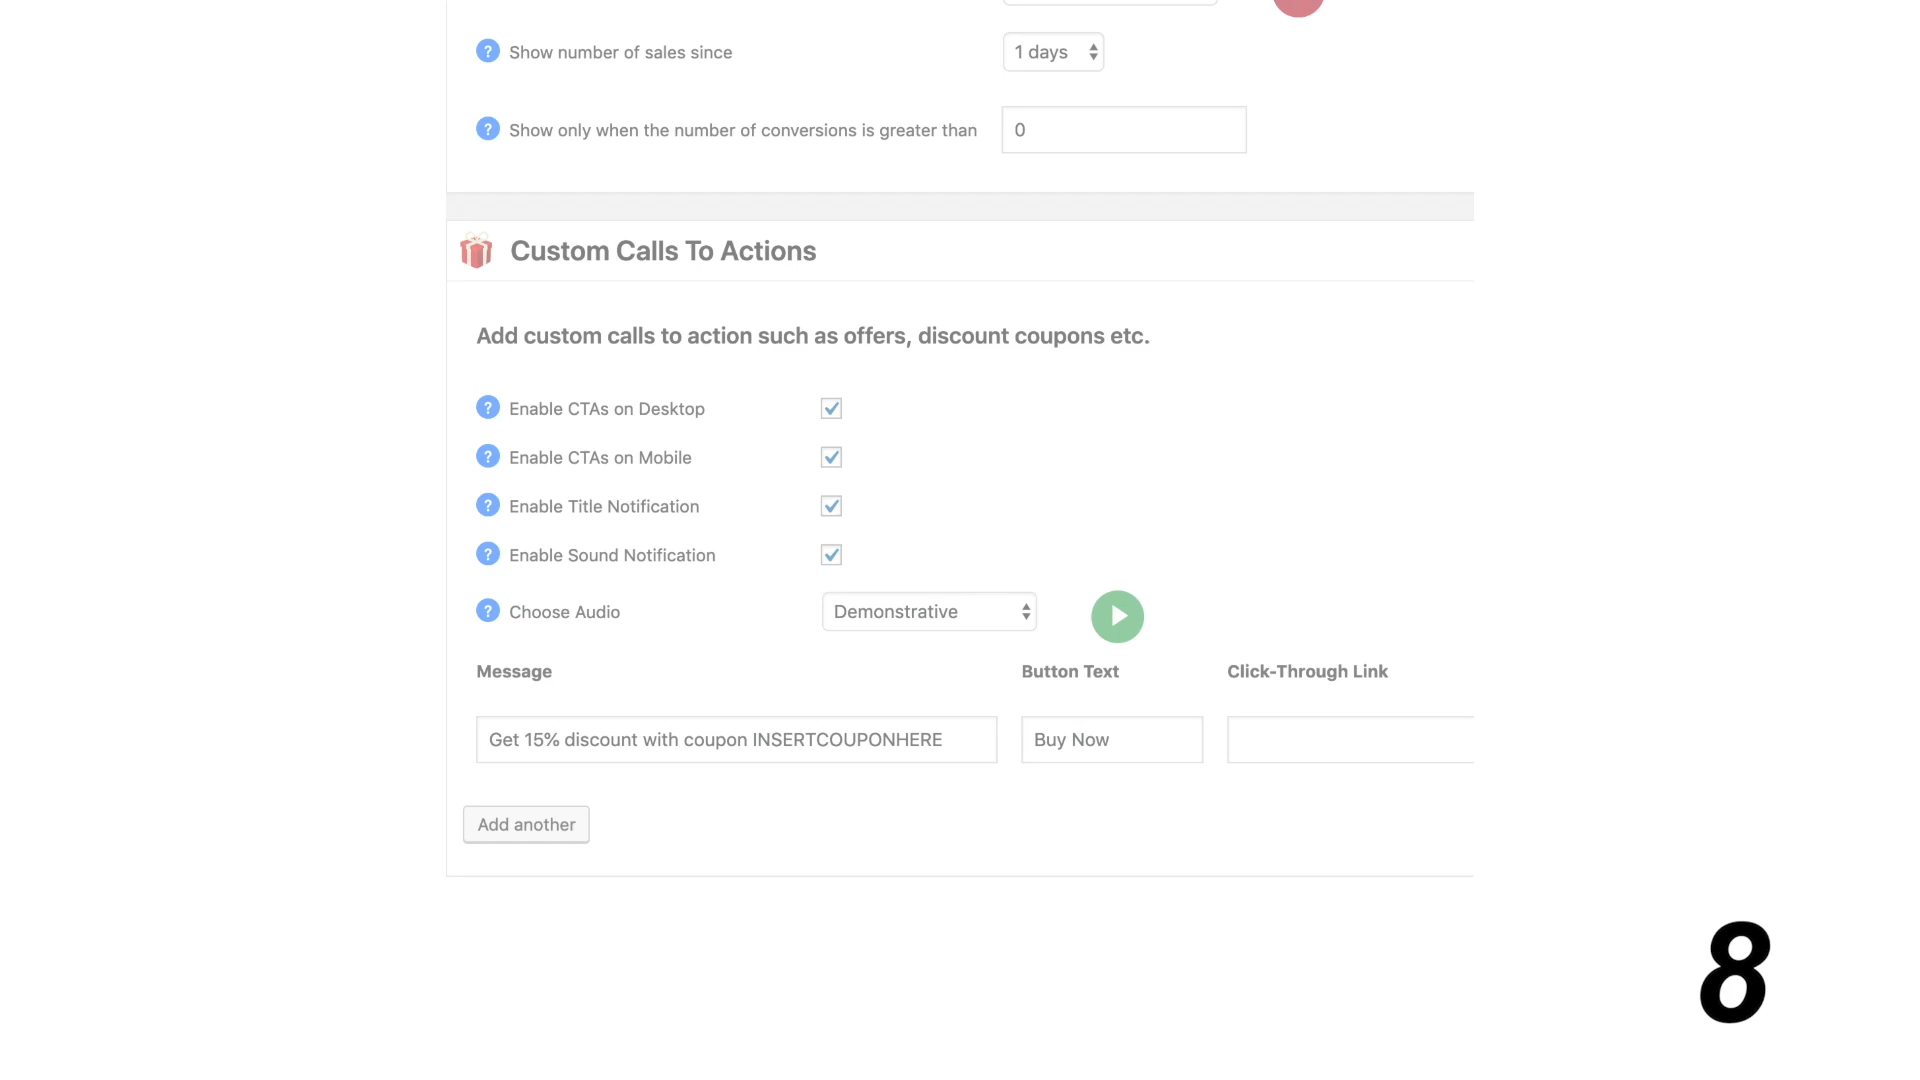 ? Show number of sales since 1 days
? Show only when the number of conversions is greater than 0
Custom Calls To Actions
Add custom calls to action such as offers, discount coupons etc.
? Enable CTAs on Desktop
? Enable CTAs on Mobile
? Enable Title Notification
? Enable Sound Notification
? Choose Audio Demonstrative
Message Button Text Click-Through Link
Get 15% discount with coupon INSERTCOUPONHERE Buy Now
Add another
8